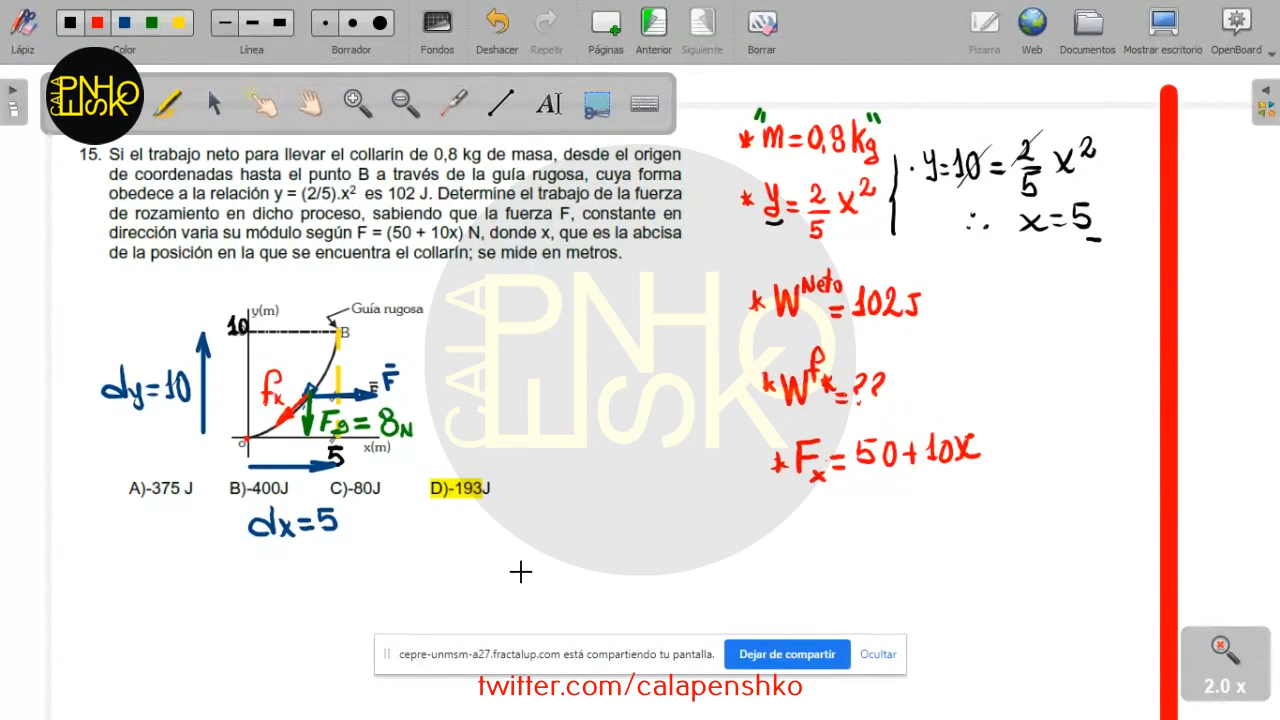 Lápiz
Color
Línea
Borrador
Fondos
Deshacer
Repetir
Páginas
Anterior
Siguiente
Borrar
Pizarra
Web
Documentos
Mostrar escritorio
OpenBoard
CALA
PENHOSK
15. Si el trabajo neto para llevar el collarin de 0,8 kg de masa, desde el origen
de coordenadas hasta el punto B a través de la guía rugosa, cuya forma
obedece a la relación y = (2/5).x² es 102 J. Determine el trabajo de la fuerza
de rozamiento en dicho proceso, sabiendo que la fuerza F, constante en
dirección varia su módulo según F = (50 + 10x) N, donde x, que es la abcisa
de la posición en la que se encuentra el collarín; se mide en metros.
y(m)
Guía rugosa
10
B
dy=10
fk
F
F̄
Fg = 8N
o
5
x(m)
A)-375 J B)-400J C)-80J D)-193J
dx=5
"m=0,8kg"
* y = 2/5 x²
· y=10 = 2/5 x²
∴ x=5
* W^Neto = 102J
* W^fk = ??
* Fx = 50+10x
CALA
PENHOSK
cepre-unmsm-a27.fractalup.com está compartiendo tu pantalla.
Dejar de compartir
Ocultar
twitter.com/calapenshko
2.0 x